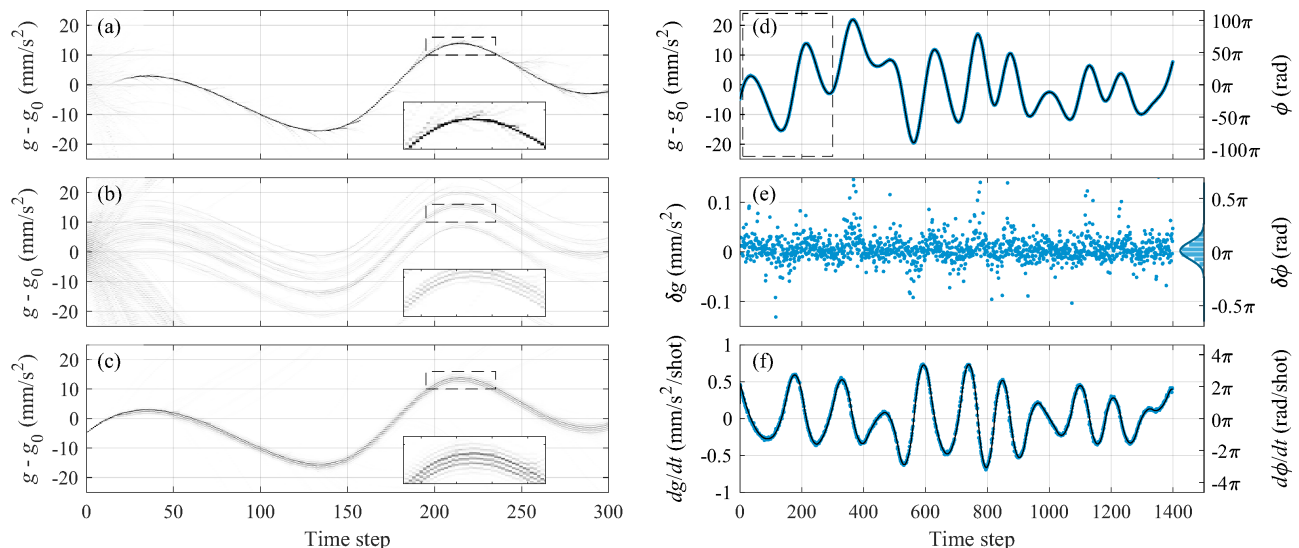 (a)
20
10
0
-10
-20
g - g₀ (mm/s²)
(b)
20
10
0
-10
-20
g - g₀ (mm/s²)
(c)
20
10
0
-10
-20
g - g₀ (mm/s²)
0 50 100 150 200 250 300
Time step
(d)
20
10
0
-10
-20
g - g₀ (mm/s²)
100π
50π
0π
-50π
-100π
ϕ (rad)
(e)
0.1
0
-0.1
δg (mm/s²)
0.5π
0π
-0.5π
δϕ (rad)
(f)
1
0.5
0
-0.5
-1
dg/dt (mm/s²/shot)
4π
2π
0π
-2π
-4π
dϕ/dt (rad/shot)
0 200 400 600 800 1000 1200 1400
Time step